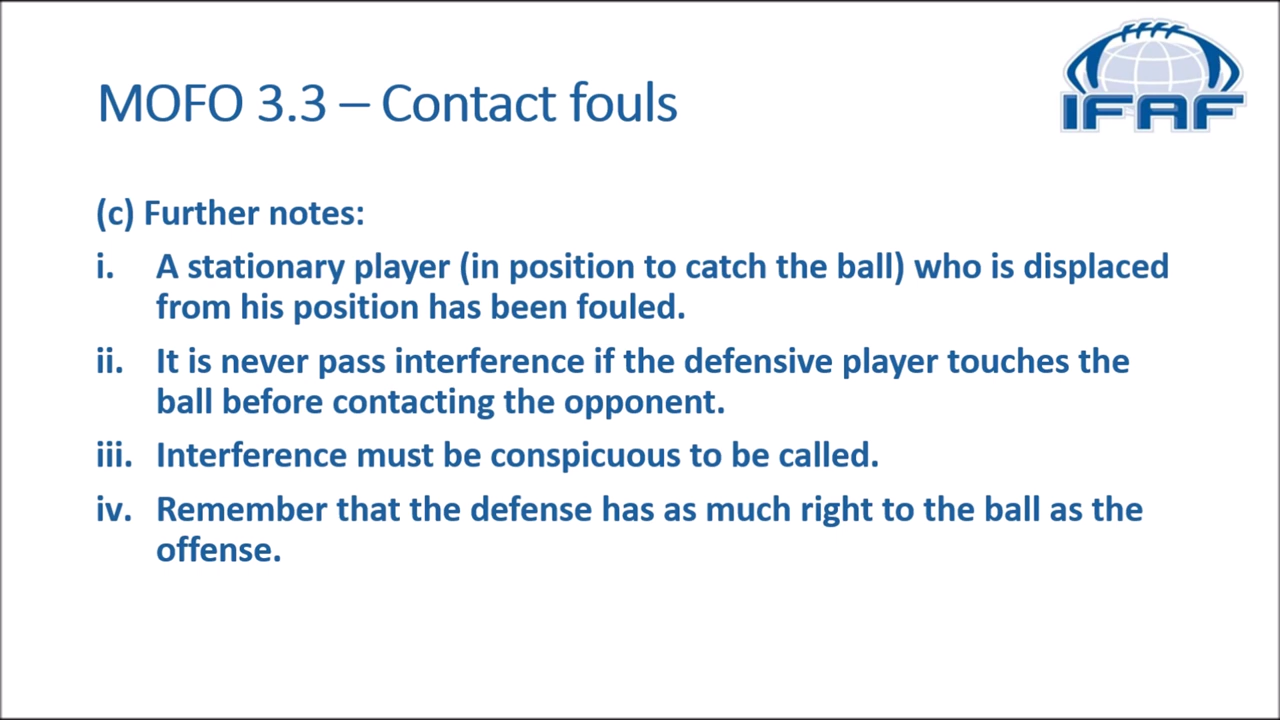 MOFO 3.3 – Contact fouls
IFAF
(c) Further notes:
i. A stationary player (in position to catch the ball) who is displaced
from his position has been fouled.
ii. It is never pass interference if the defensive player touches the
ball before contacting the opponent.
iii. Interference must be conspicuous to be called.
iv. Remember that the defense has as much right to the ball as the
offense.